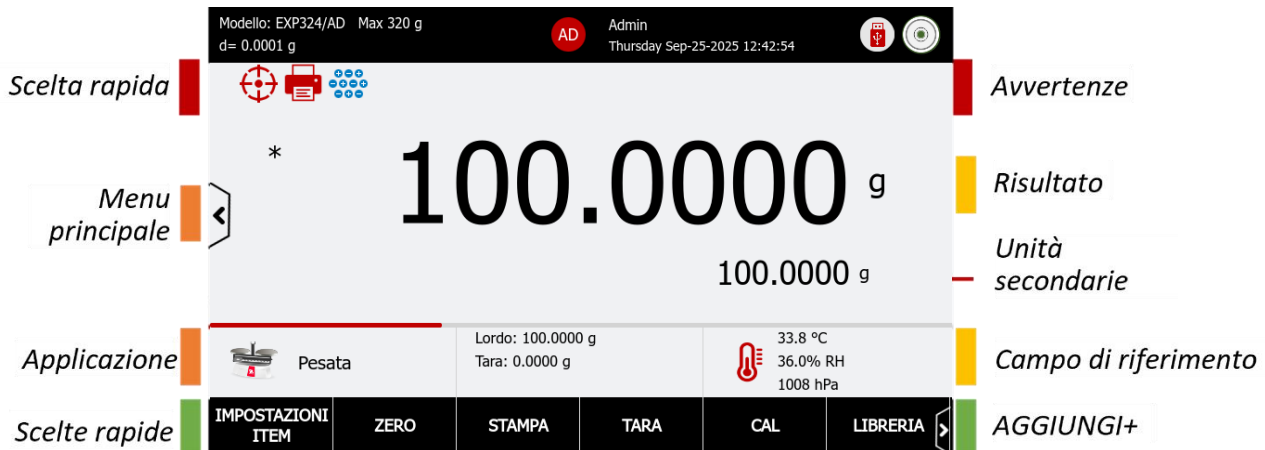 Modello: EXP324/AD Max 320 g
d= 0.0001 g
AD
Admin
Thursday Sep-25-2025 12:42:54
Scelta rapida
Avvertenze
*
100.0000 g
Menu
principale
Risultato
100.0000 g
Unità
secondarie
Applicazione
Pesata
Lordo: 100.0000 g
Tara: 0.0000 g
33.8 °C
36.0% RH
1008 hPa
Campo di riferimento
Scelte rapide
IMPOSTAZIONI
ITEM
ZERO
STAMPA
TARA
CAL
LIBRERIA
AGGIUNGI+